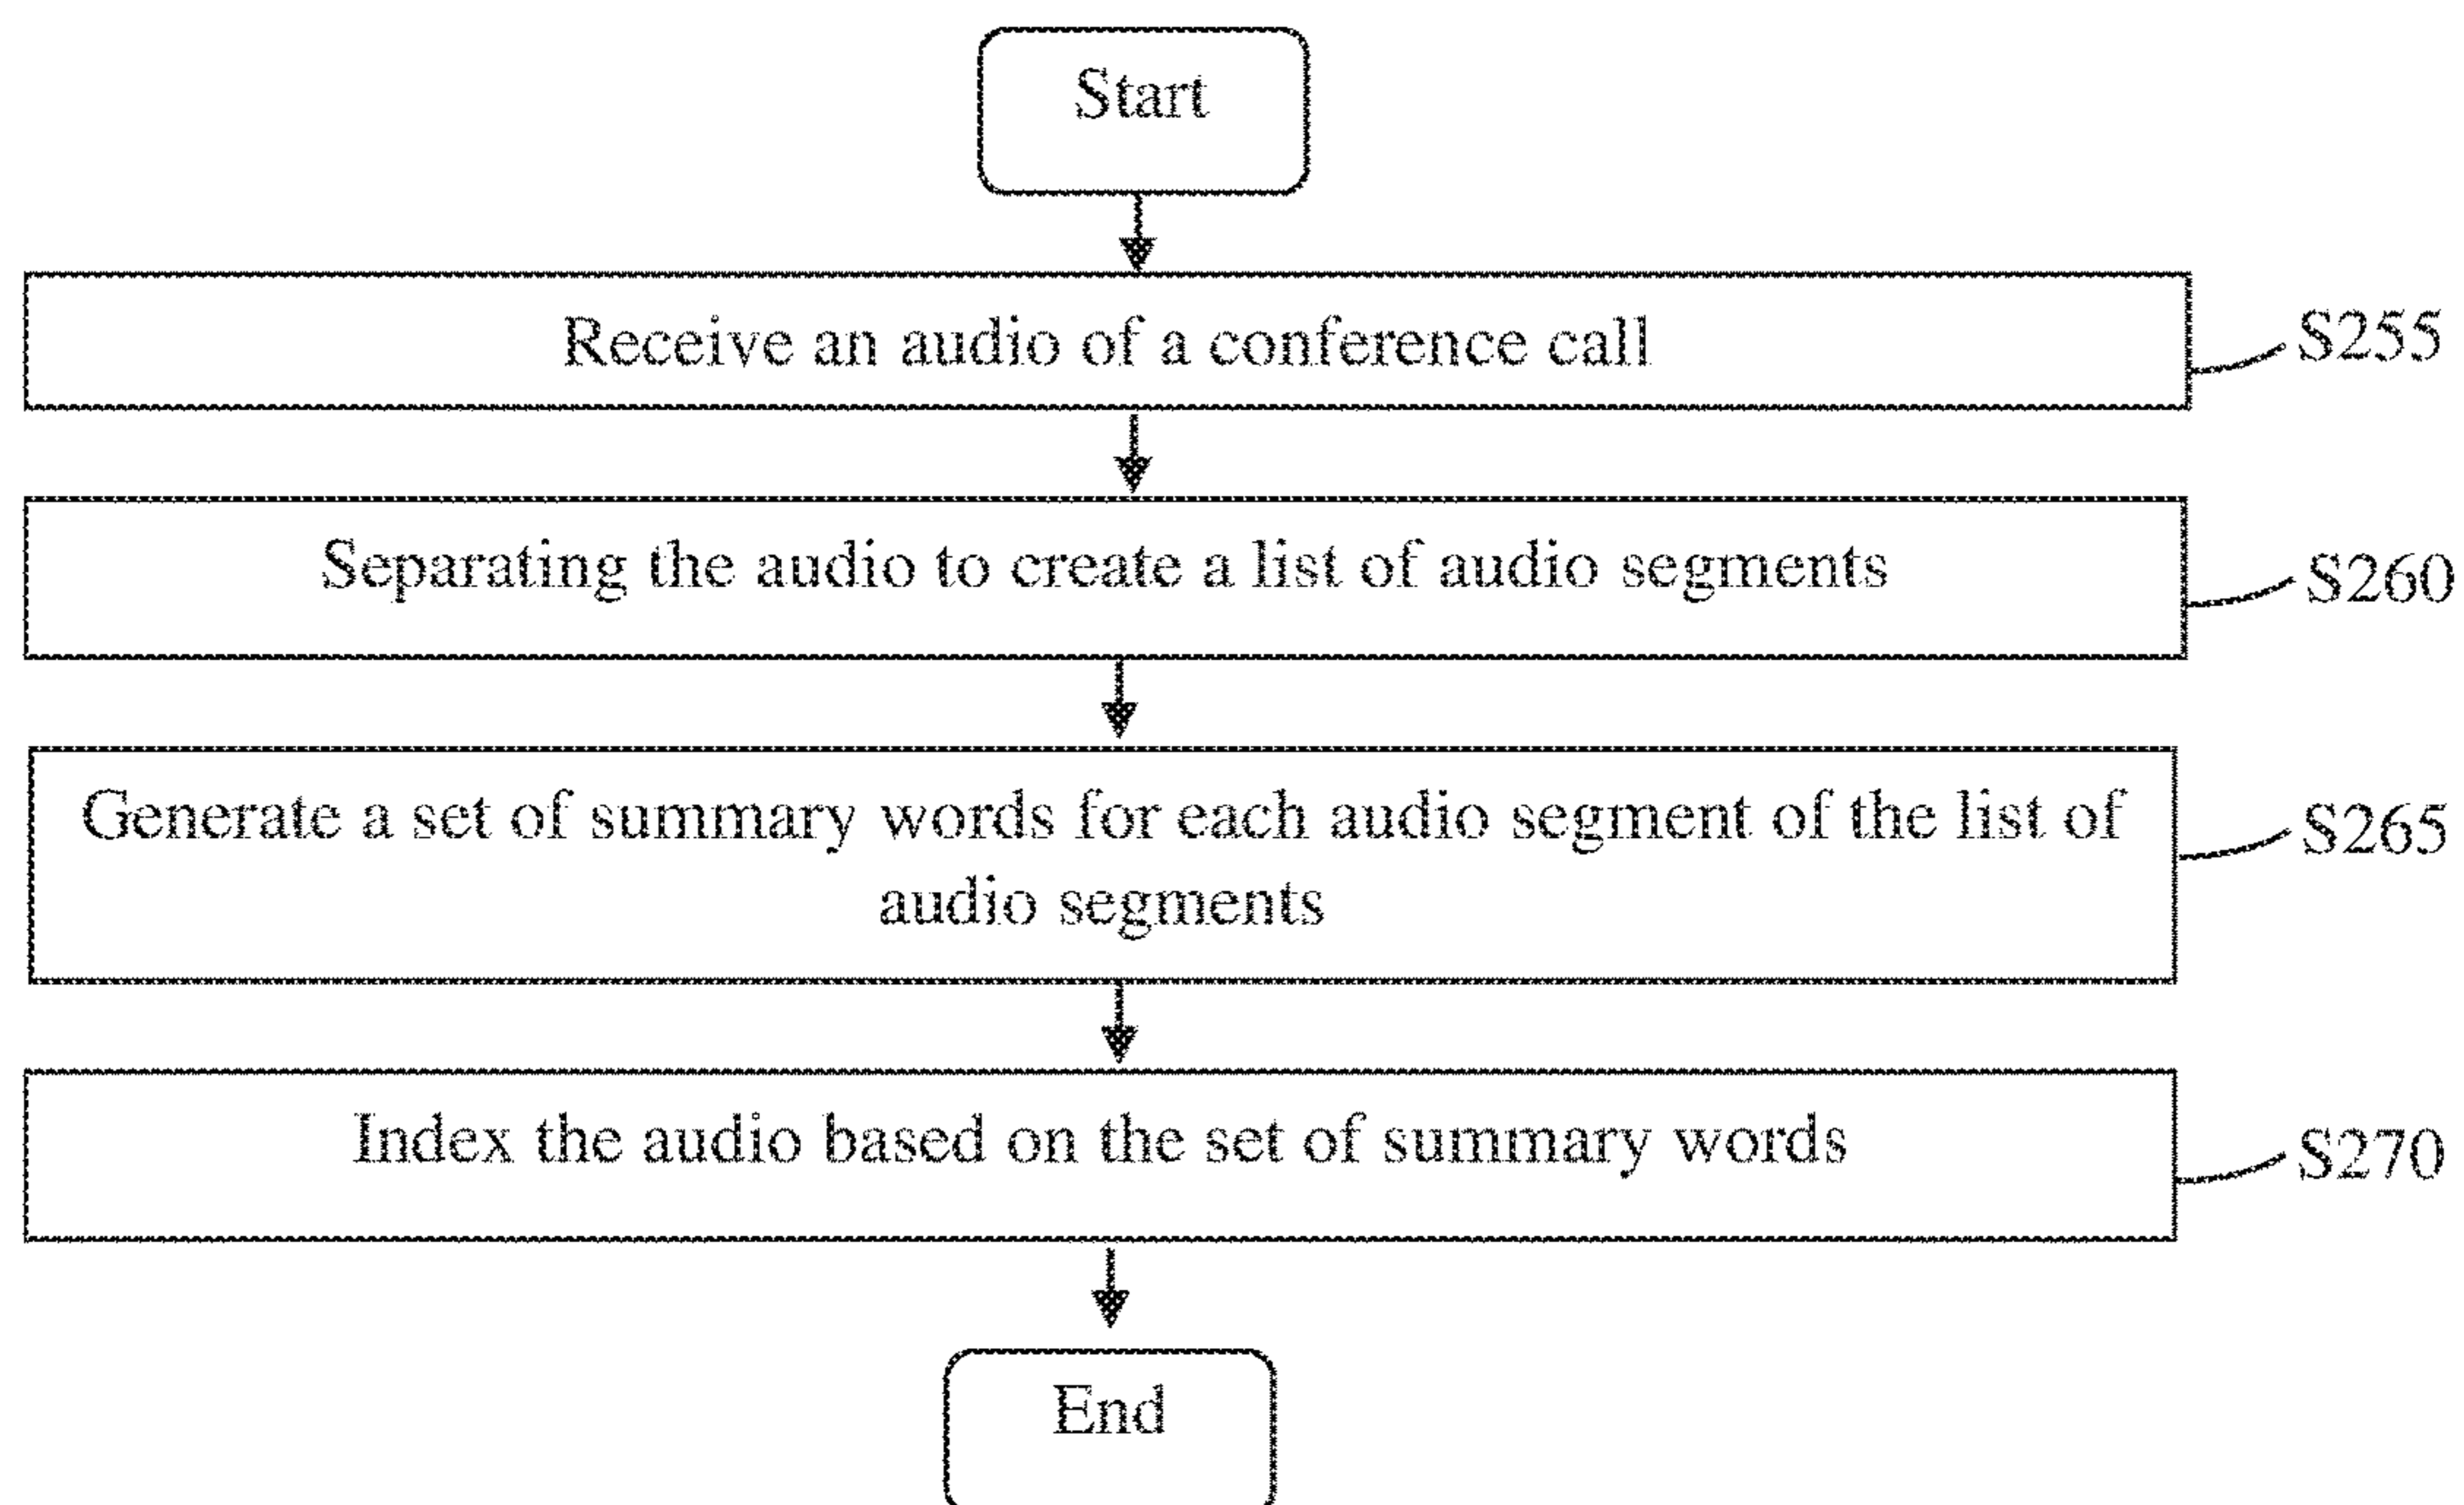 Start
Receive an audio of a conference call
S255
Separating the audio to create a list of audio segments
S260
Generate a set of summary words for each audio segment of the list of
audio segments
S265
Index the audio based on the set of summary words
S270
End